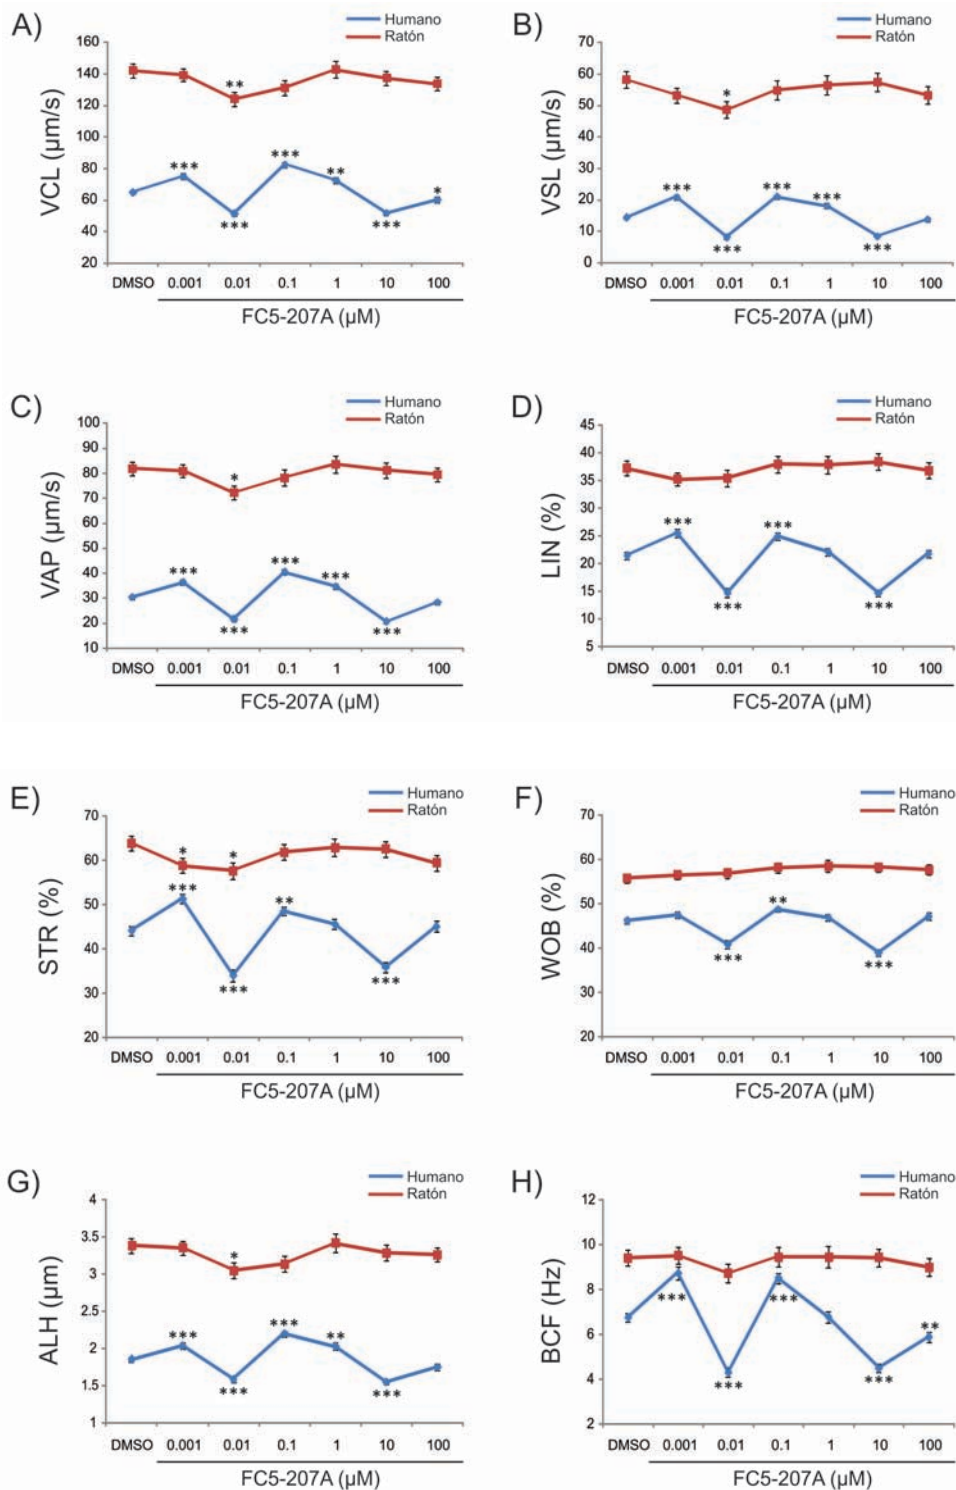 A)
Humano
Ratón
VCL (µm/s)
160
140
120
100
80
60
40
20
**
***
***
***
**
***
*
DMSO 0.001 0.01 0.1 1 10 100
FC5-207A (µM)
B)
Humano
Ratón
VSL (µm/s)
70
60
50
40
30
20
10
0
*
***
***
***
***
***
DMSO 0.001 0.01 0.1 1 10 100
FC5-207A (µM)
C)
Humano
Ratón
VAP (µm/s)
100
90
80
70
60
50
40
30
20
10
*
***
***
***
***
***
DMSO 0.001 0.01 0.1 1 10 100
FC5-207A (µM)
D)
Humano
Ratón
LIN (%)
45
40
35
30
25
20
15
10
5
***
***
***
***
DMSO 0.001 0.01 0.1 1 10 100
FC5-207A (µM)
E)
Humano
Ratón
STR (%)
70
60
50
40
30
20
*
*
***
***
**
***
DMSO 0.001 0.01 0.1 1 10 100
FC5-207A (µM)
F)
Humano
Ratón
WOB (%)
70
60
50
40
30
20
***
**
***
DMSO 0.001 0.01 0.1 1 10 100
FC5-207A (µM)
G)
Humano
Ratón
ALH (µm)
4
3.5
3
2.5
2
1.5
1
*
***
***
***
**
***
DMSO 0.001 0.01 0.1 1 10 100
FC5-207A (µM)
H)
Humano
Ratón
BCF (Hz)
12
10
8
6
4
2
***
***
***
***
**
DMSO 0.001 0.01 0.1 1 10 100
FC5-207A (µM)